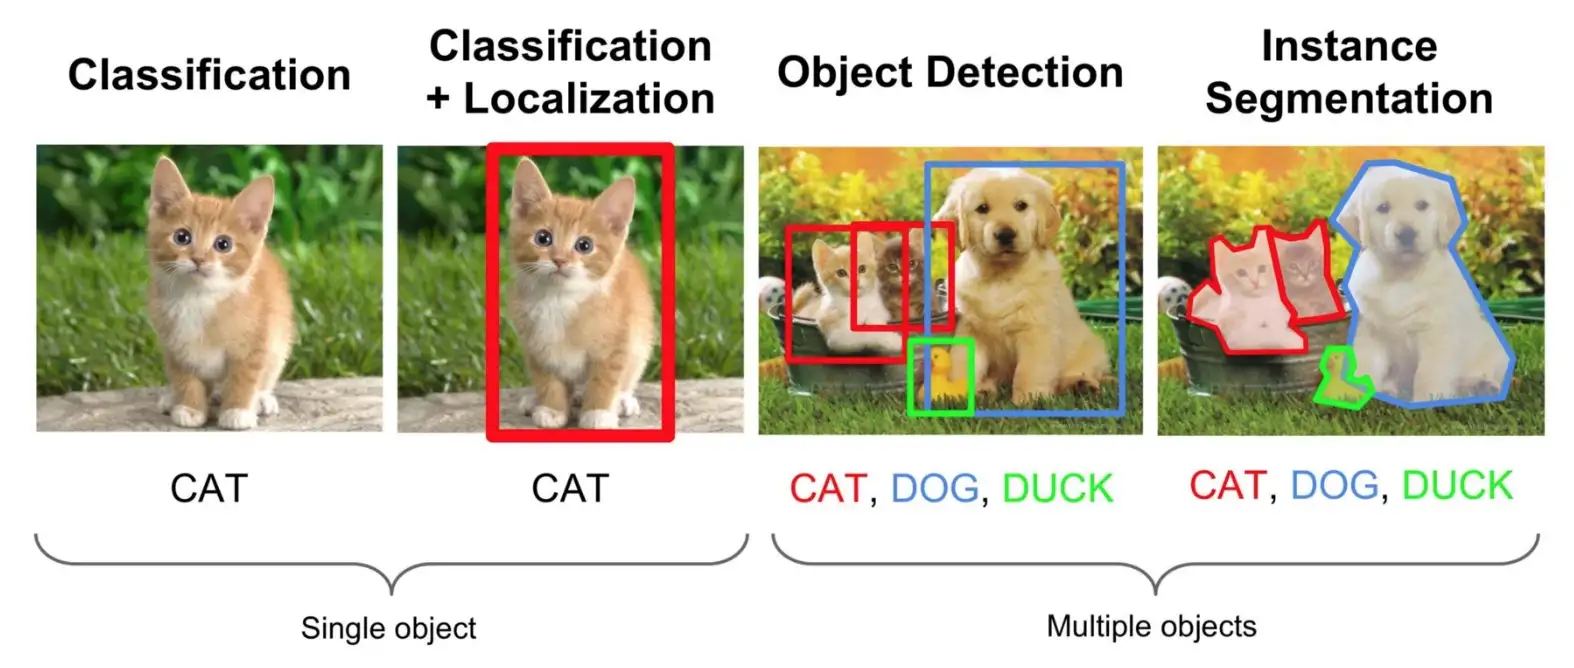 Classification
Classification
+ Localization
Object Detection
Instance
Segmentation
CAT
CAT
CAT, DOG, DUCK
CAT, DOG, DUCK
Single object
Multiple objects